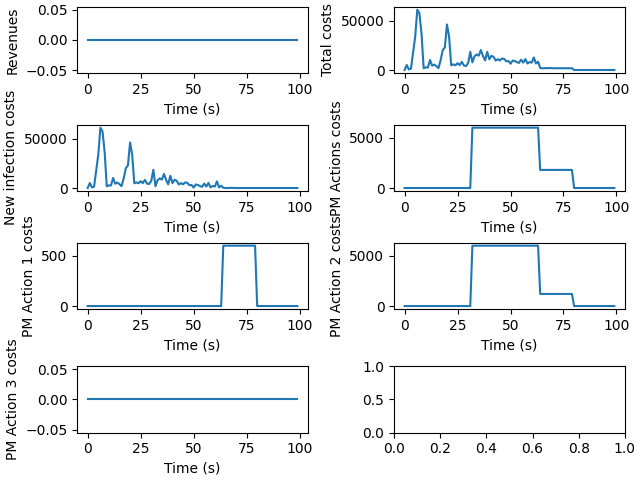 Revenues
0.05
0.00
−0.05
0 25 50 75 100
Time (s)
Total costs
50000
0
0 25 50 75 100
Time (s)
New infection costs
50000
0
0 25 50 75 100
Time (s)
PM Actions costs
5000
0
0 25 50 75 100
Time (s)
PM Action 1 costs
500
0
0 25 50 75 100
Time (s)
PM Action 2 costs
5000
0
0 25 50 75 100
Time (s)
PM Action 3 costs
0.05
0.00
−0.05
0 25 50 75 100
Time (s)
1.0
0.5
0.0
0.0 0.2 0.4 0.6 0.8 1.0